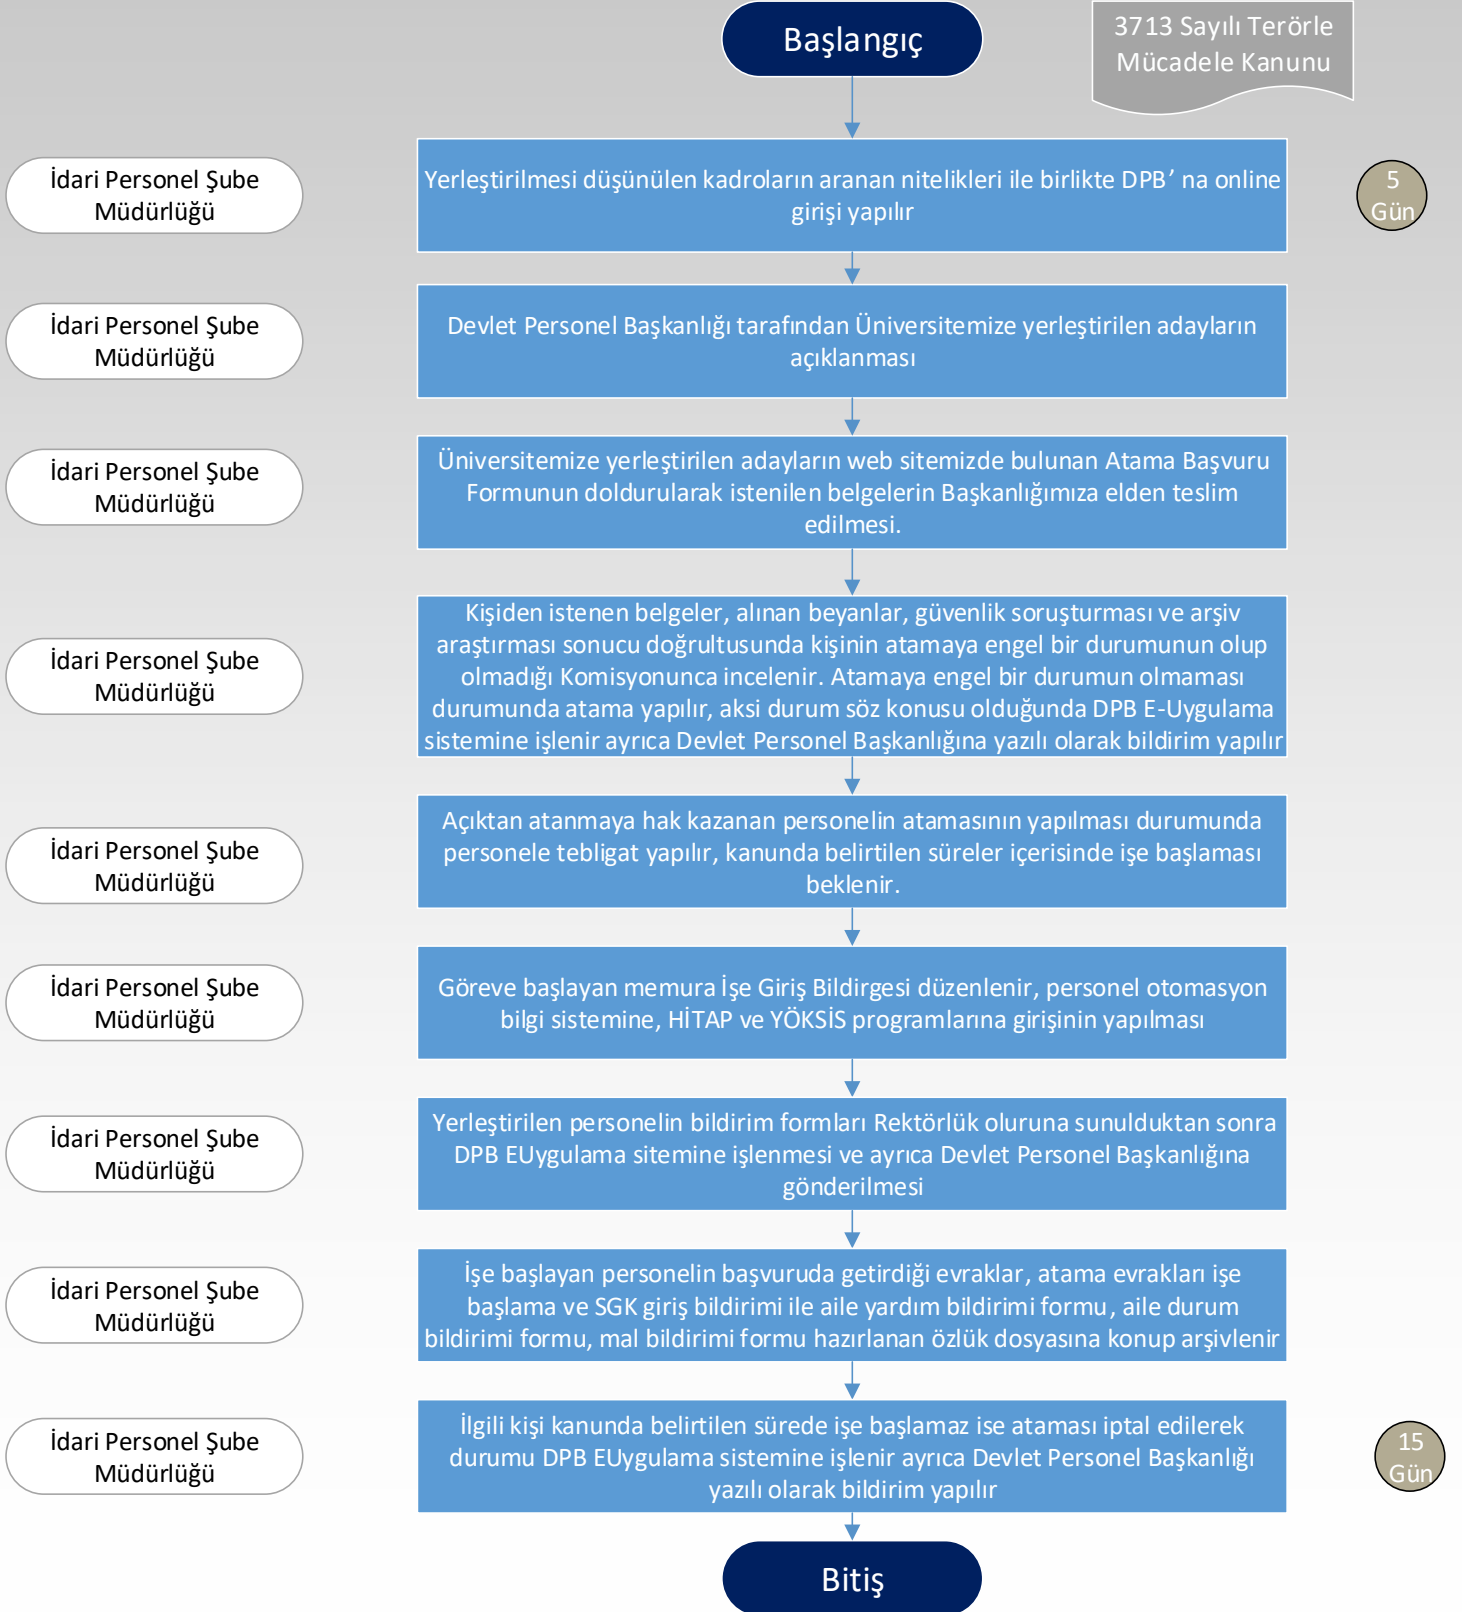 Başlangıç
3713 Sayılı Terörle
Mücadele Kanunu
İdari Personel Şube
Müdürlüğü
Yerleştirilmesi düşünülen kadroların aranan nitelikleri ile birlikte DPB’ na online
girişi yapılır
5
Gün
İdari Personel Şube
Müdürlüğü
Devlet Personel Başkanlığı tarafından Üniversitemize yerleştirilen adayların
açıklanması
İdari Personel Şube
Müdürlüğü
Üniversitemize yerleştirilen adayların web sitemizde bulunan Atama Başvuru
Formunun doldurularak istenilen belgelerin Başkanlığımıza elden teslim
edilmesi.
İdari Personel Şube
Müdürlüğü
Kişiden istenen belgeler, alınan beyanlar, güvenlik soruşturması ve arşiv
araştırması sonucu doğrultusunda kişinin atamaya engel bir durumunun olup
olmadığı Komisyonunca incelenir. Atamaya engel bir durumun olmaması
durumunda atama yapılır, aksi durum söz konusu olduğunda DPB E-Uygulama
sistemine işlenir ayrıca Devlet Personel Başkanlığına yazılı olarak bildirim yapılır
İdari Personel Şube
Müdürlüğü
Açıktan atanmaya hak kazanan personelin atamasının yapılması durumunda
personele tebligat yapılır, kanunda belirtilen süreler içerisinde işe başlaması
beklenir.
İdari Personel Şube
Müdürlüğü
Göreve başlayan memura İşe Giriş Bildirgesi düzenlenir, personel otomasyon
bilgi sistemine, HİTAP ve YÖKSİS programlarına girişinin yapılması
İdari Personel Şube
Müdürlüğü
Yerleştirilen personelin bildirim formları Rektörlük oluruna sunulduktan sonra
DPB EUygulama sitemine işlenmesi ve ayrıca Devlet Personel Başkanlığına
gönderilmesi
İdari Personel Şube
Müdürlüğü
İşe başlayan personelin başvuruda getirdiği evraklar, atama evrakları işe
başlama ve SGK giriş bildirimi ile aile yardım bildirimi formu, aile durum
bildirimi formu, mal bildirimi formu hazırlanan özlük dosyasına konup arşivlenir
İdari Personel Şube
Müdürlüğü
İlgili kişi kanunda belirtilen sürede işe başlamaz ise ataması iptal edilerek
durumu DPB EUygulama sistemine işlenir ayrıca Devlet Personel Başkanlığı
yazılı olarak bildirim yapılır
15
Gün
Bitiş